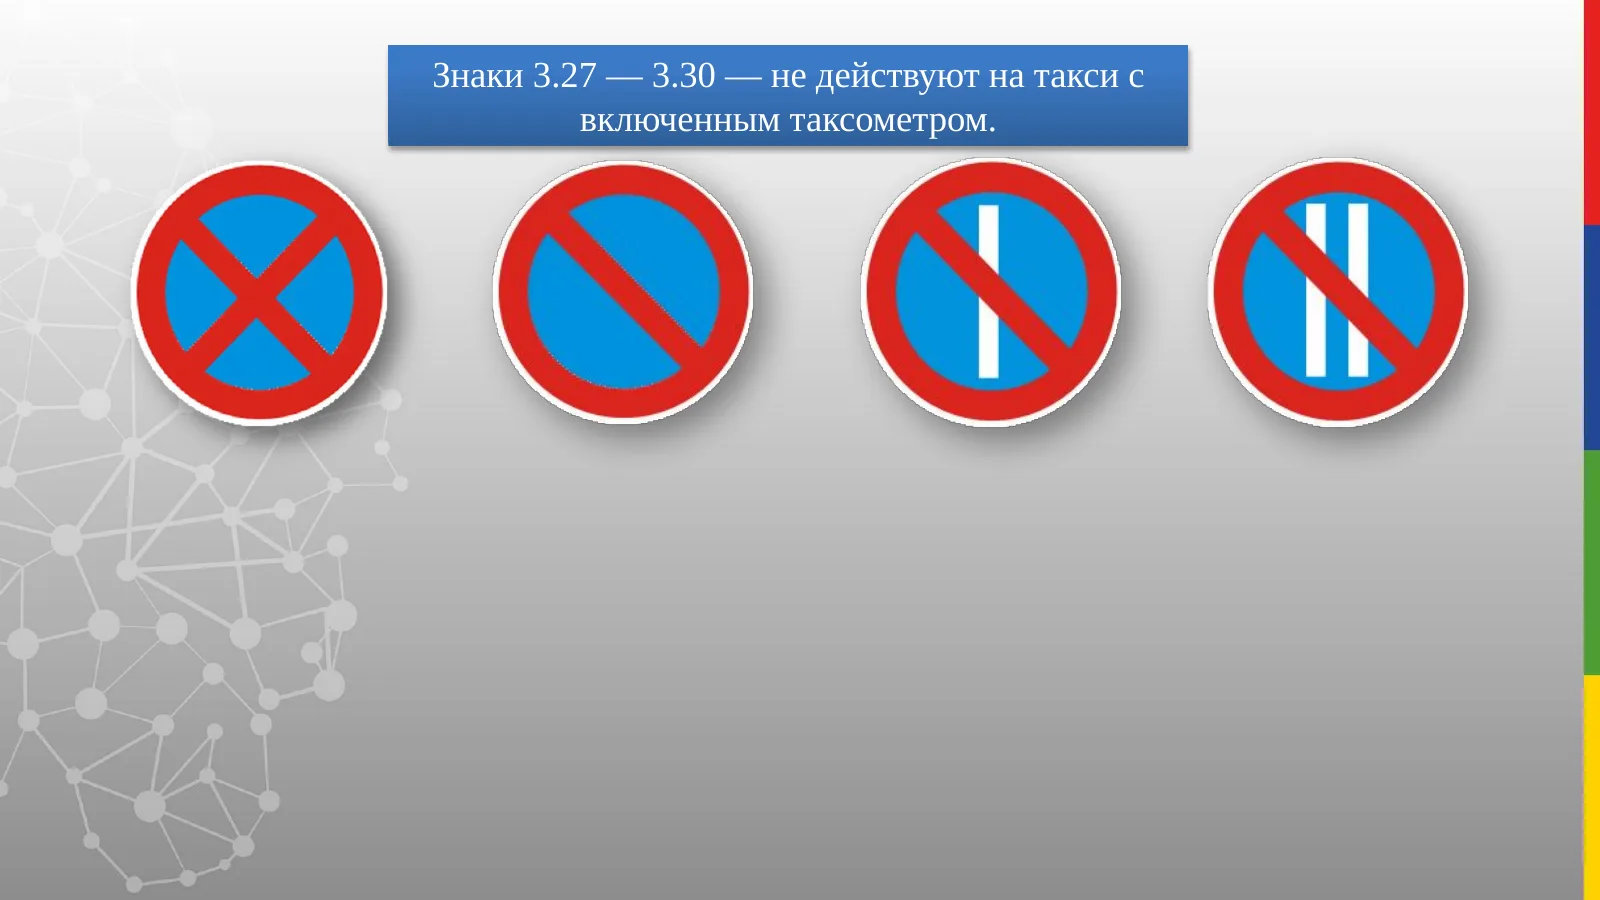 Знаки 3.27 — 3.30 — не действуют на такси с
включенным таксометром.